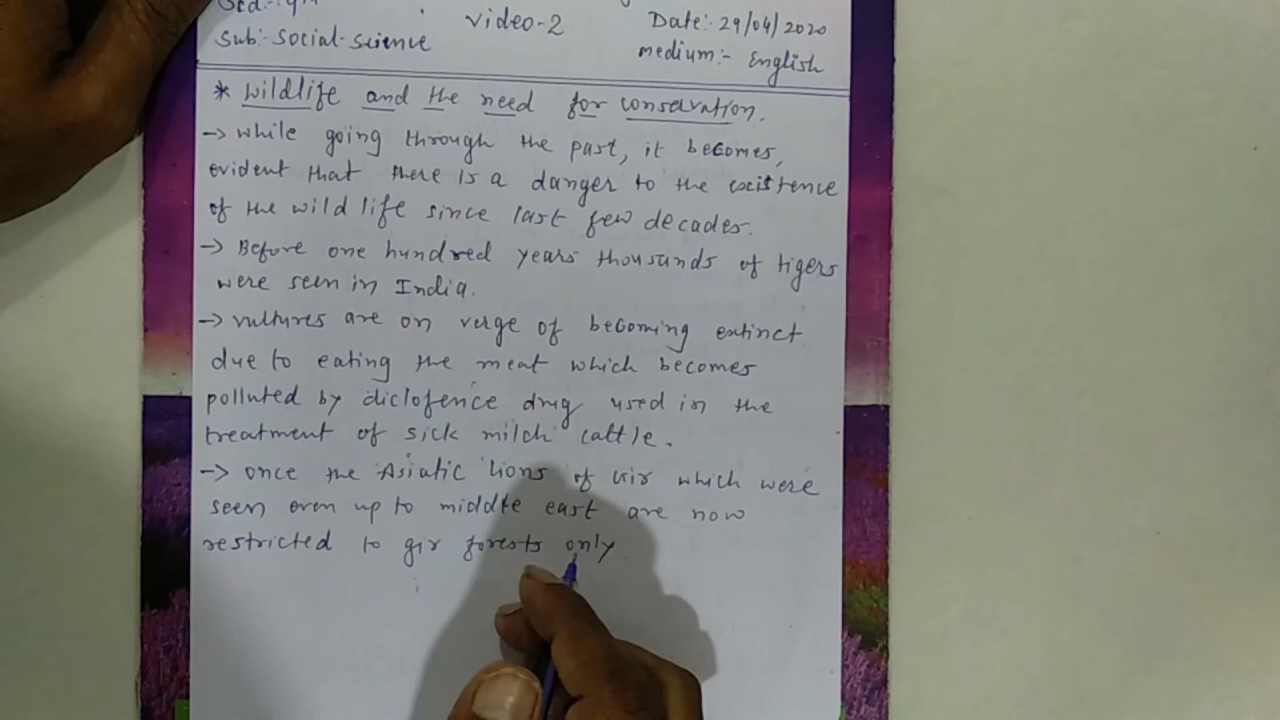 Sub:- Social science
Video-2
Date:- 29/04/2020
medium:- English
* Wildlife and the need for conservation.
→ while going through the past, it becomes,
evident that there is a danger to the existence
of the wild life since last few decades.
→ Before one hundred years thousands of tigers
were seen in India.
→ vultures are on verge of becoming extinct
due to eating the meat which becomes
polluted by diclofence drug used in the
treatment of sick milch cattle.
→ once the Asiatic lions of Gir which were
seen even up to middle east are now
restricted to gir forests only